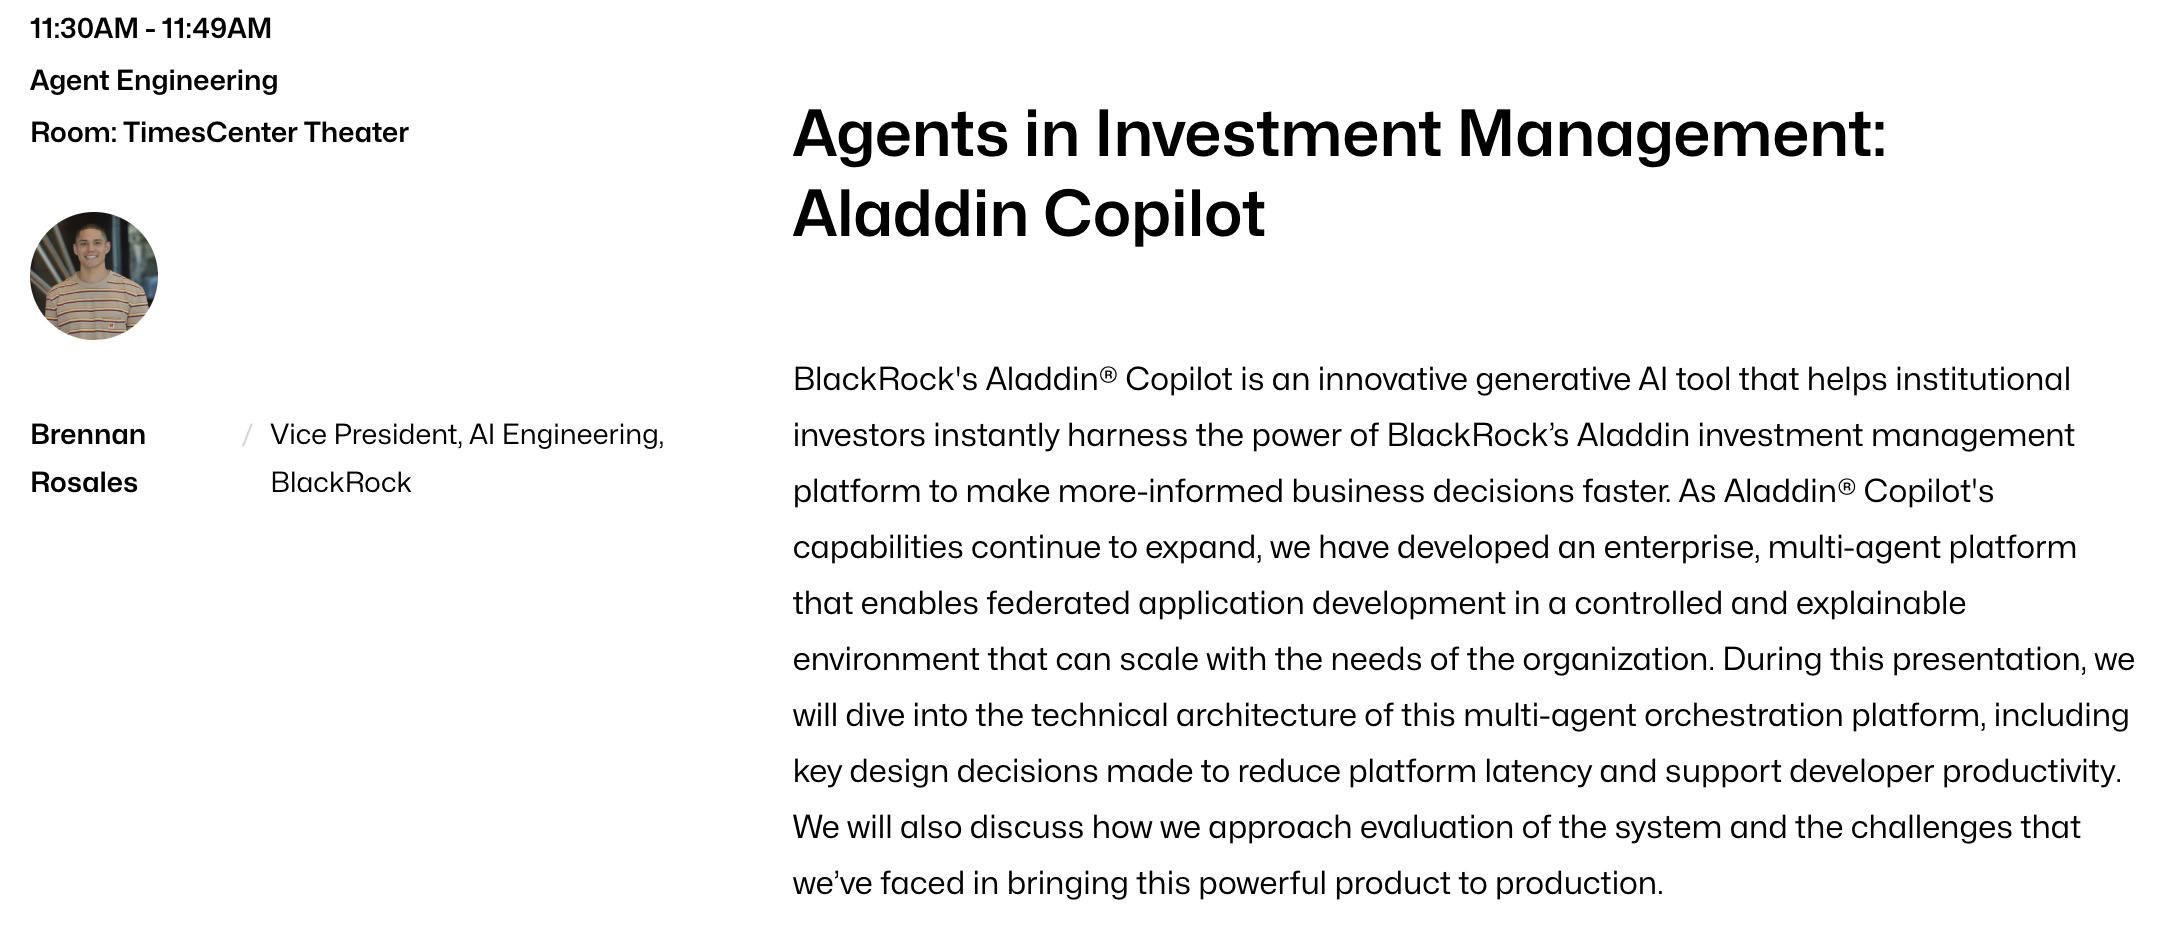 11:30AM - 11:49AM
Agent Engineering
Room: TimesCenter Theater
Brennan / Vice President, AI Engineering,
Rosales BlackRock
Agents in Investment Management:
Aladdin Copilot
BlackRock's Aladdin® Copilot is an innovative generative AI tool that helps institutional
investors instantly harness the power of BlackRock’s Aladdin investment management
platform to make more-informed business decisions faster. As Aladdin® Copilot's
capabilities continue to expand, we have developed an enterprise, multi-agent platform
that enables federated application development in a controlled and explainable
environment that can scale with the needs of the organization. During this presentation, we
will dive into the technical architecture of this multi-agent orchestration platform, including
key design decisions made to reduce platform latency and support developer productivity.
We will also discuss how we approach evaluation of the system and the challenges that
we’ve faced in bringing this powerful product to production.